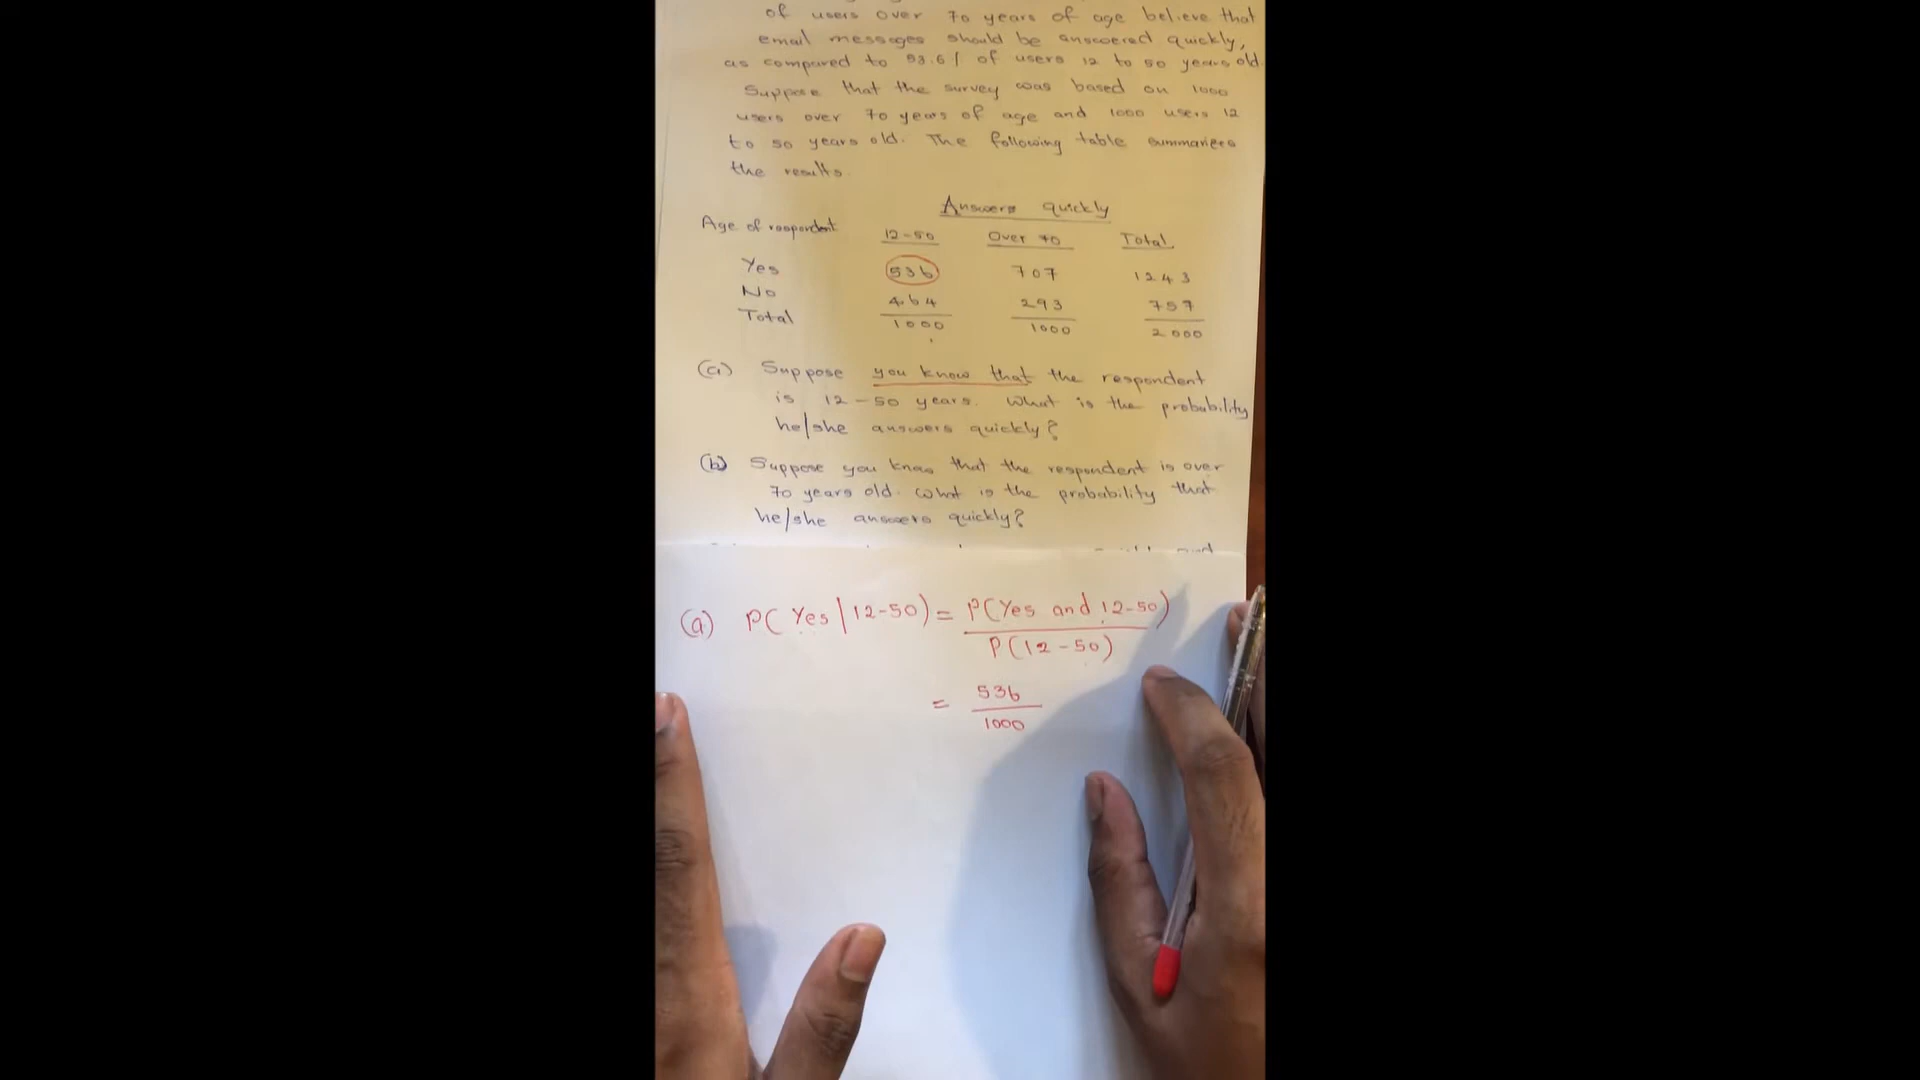 of users over 70 years of age believe that
email messages should be answered quickly,
as compared to 53.6% of users 12 to 50 years old.
Suppose that the survey was based on 1000
users over 70 years of age and 1000 users 12
to 50 years old. The following table summarizes
the results.
Answers quickly
Age of respondent 12-50 Over 70 Total
Yes 536 707 1243
No 464 293 757
Total 1000 1000 2000
(a) Suppose you know that the respondent
is 12-50 years. What is the probability
he/she answers quickly?
(b) Suppose you know that the respondent is over
70 years old. What is the probability that
he/she answers quickly?
(a) P(Yes|12-50) = P(Yes and 12-50)
P(12-50)
= 536
1000